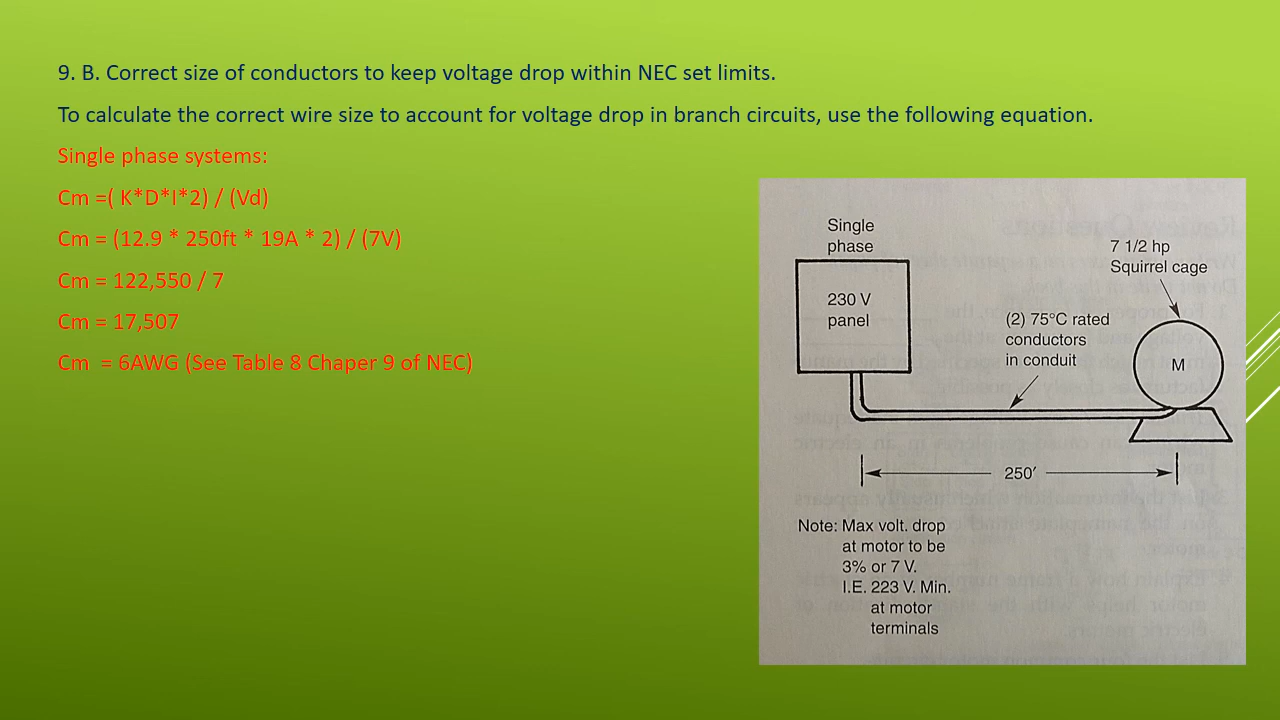 9. B. Correct size of conductors to keep voltage drop within NEC set limits.
To calculate the correct wire size to account for voltage drop in branch circuits, use the following equation.
Single phase systems:
Cm =( K*D*I*2) / (Vd)
Cm = (12.9 * 250ft * 19A * 2) / (7V)
Cm = 122,550 / 7
Cm = 17,507
Cm  = 6AWG (See Table 8 Chaper 9 of NEC)
Single
phase
230 V
panel
7 1/2 hp
Squirrel cage
(2) 75°C rated
conductors
in conduit
M
250'
Note: Max volt. drop
at motor to be
3% or 7 V.
I.E. 223 V. Min.
at motor
terminals